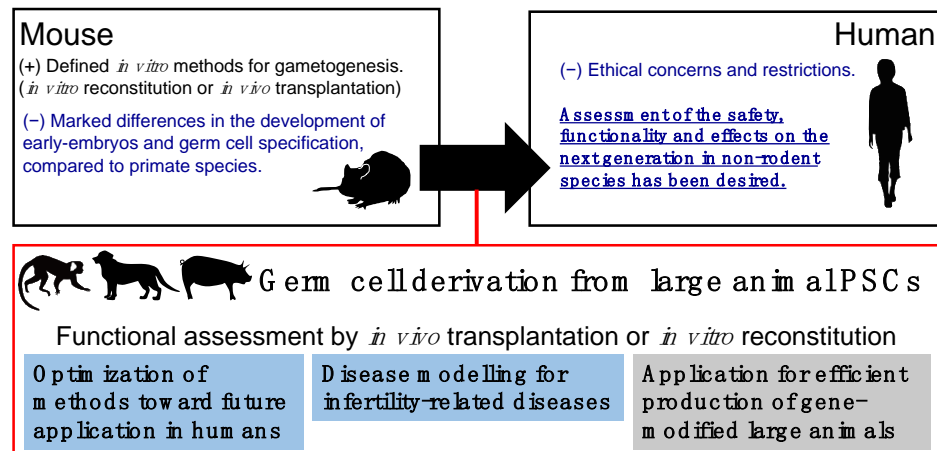 Mouse
(+) Defined in vitro methods for gametogenesis.
(in vitro reconstitution or in vivo transplantation)
(−) Marked differences in the development of
early-embryos and germ cell specification,
compared to primate species.
Human
(−) Ethical concerns and restrictions.
Assessment of the safety,
functionality and effects on the
next generation in non-rodent
species has been desired.
Germ cell derivation from large animal PSCs
Functional assessment by in vivo transplantation or in vitro reconstitution
Optimization of
methods toward future
application in humans
Disease modelling for
infertility-related diseases
Application for efficient
production of gene-
modified large animals